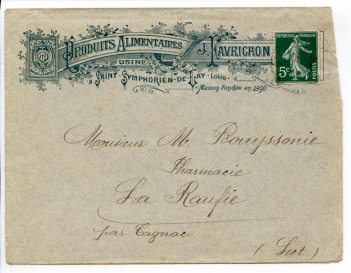 PRODUITS ALIMENTAIRES
J. FAVRICHON
USINE
À SAINT-SYMPHORIEN-DE-LAY (Loire)
Maison Fondée en 1890
RÉPUBLIQUE FRANÇAISE
5c
POSTES
Monsieur M. Bouyssonie
Pharmacie
La Raufie
par Cagnac
(Lot)